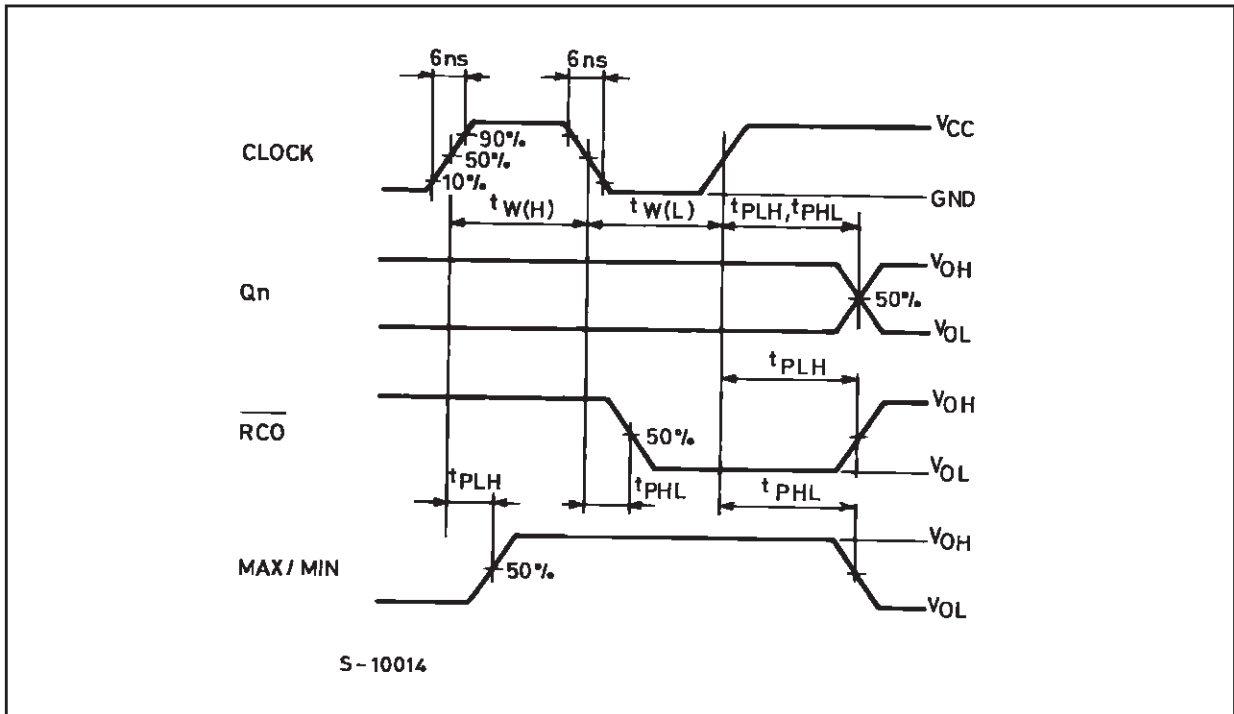 6ns 6ns
VCC
90%
CLOCK
50%
10%
GND
tW(H) tW(L) tPLH, tPHL
VOH
Qn
50%
VOL
tPLH
VOH
RCO
50%
VOL
tPLH tPHL tPHL
VOH
MAX / MIN
50%
VOL
S-10014